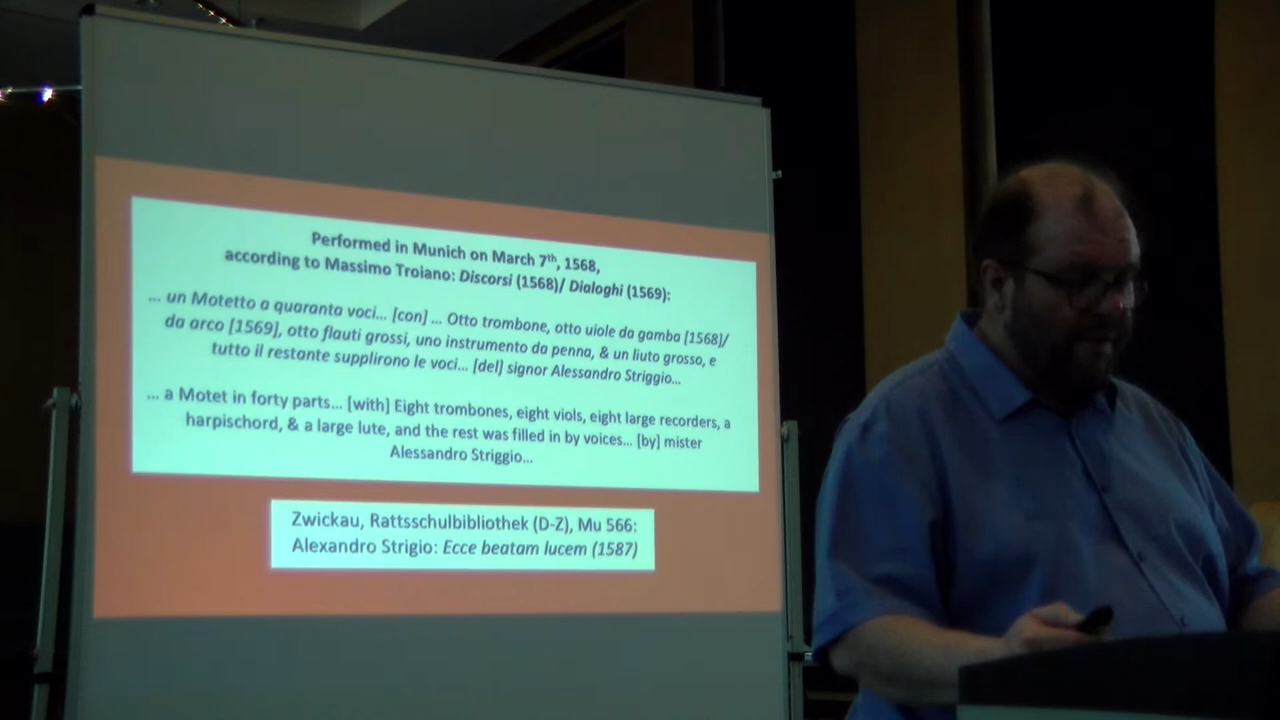 Performed in Munich on March 7th, 1568,
according to Massimo Troiano: Discorsi (1568)/ Dialoghi (1569):
... un Motetto a quaranta voci... [con] ... Otto trombone, otto uiole da gamba [1568]/
da arco [1569], otto flauti grossi, uno instrumento da penna, & un liuto grosso, e
tutto il restante supplirono le voci... [del] signor Alessandro Striggio...
... a Motet in forty parts... [with] Eight trombones, eight viols, eight large recorders, a
harpischord, & a large lute, and the rest was filled in by voices... [by] mister
Alessandro Striggio...
Zwickau, Rattsschulbibliothek (D-Z), Mu 566:
Alexandro Strigio: Ecce beatam lucem (1587)